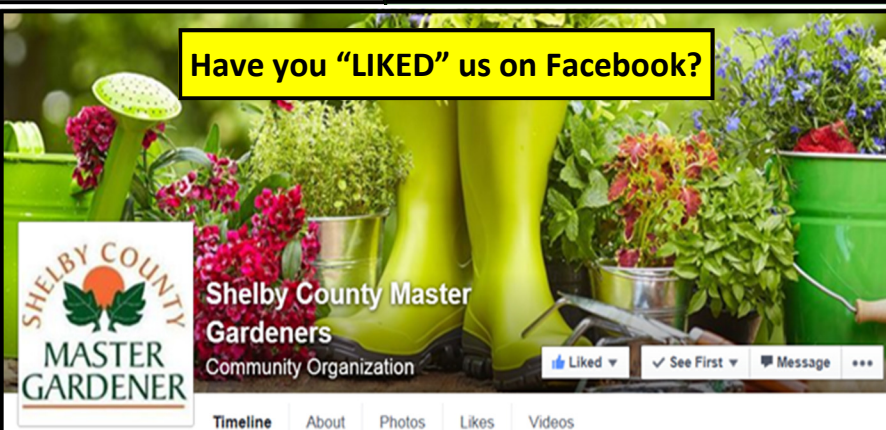 Have you “LIKED” us on Facebook?
SHELBY COUNTY
MASTER
GARDENER
Shelby County Master
Gardeners
Community Organization
Liked
See First
Message
Timeline About Photos Likes Videos